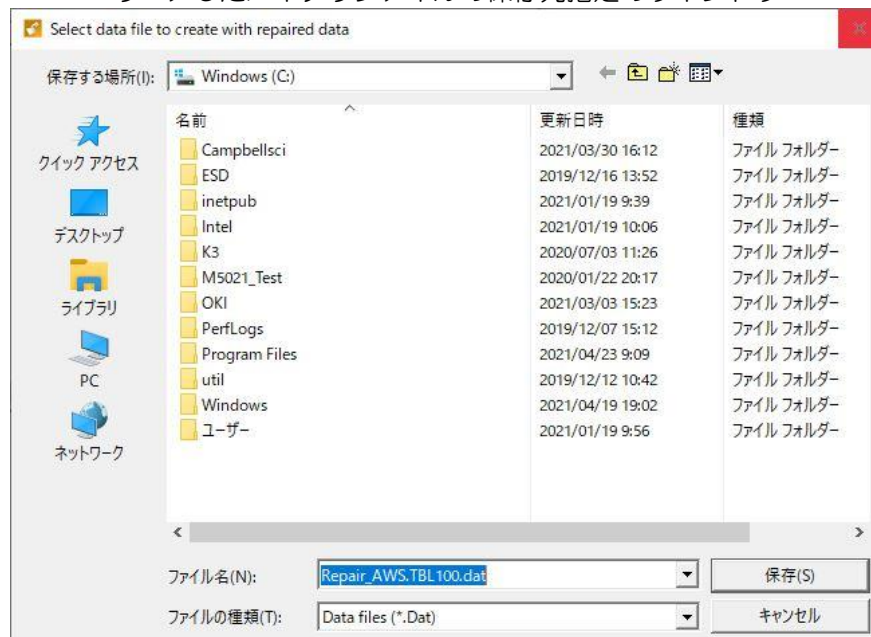 Select data file to create with repaired data
保存する場所(I): Windows (C:)
名前 更新日時 種類
Campbellsci 2021/03/30 16:12 ファイル フォルダー
ESD 2019/12/16 13:52 ファイル フォルダー
inetpub 2021/01/19 9:39 ファイル フォルダー
Intel 2021/01/19 10:06 ファイル フォルダー
K3 2020/07/03 11:26 ファイル フォルダー
M5021_Test 2020/01/22 20:17 ファイル フォルダー
OKI 2021/03/03 15:23 ファイル フォルダー
PerfLogs 2019/12/07 15:12 ファイル フォルダー
Program Files 2021/04/23 9:09 ファイル フォルダー
util 2019/12/12 10:42 ファイル フォルダー
Windows 2021/04/19 19:02 ファイル フォルダー
ユーザー 2021/01/19 9:56 ファイル フォルダー
クイック アクセス
デスクトップ
ライブラリ
PC
ネットワーク
ファイル名(N): Repair_AWS.TBL100.dat 保存(S)
ファイルの種類(T): Data files (*.Dat) キャンセル